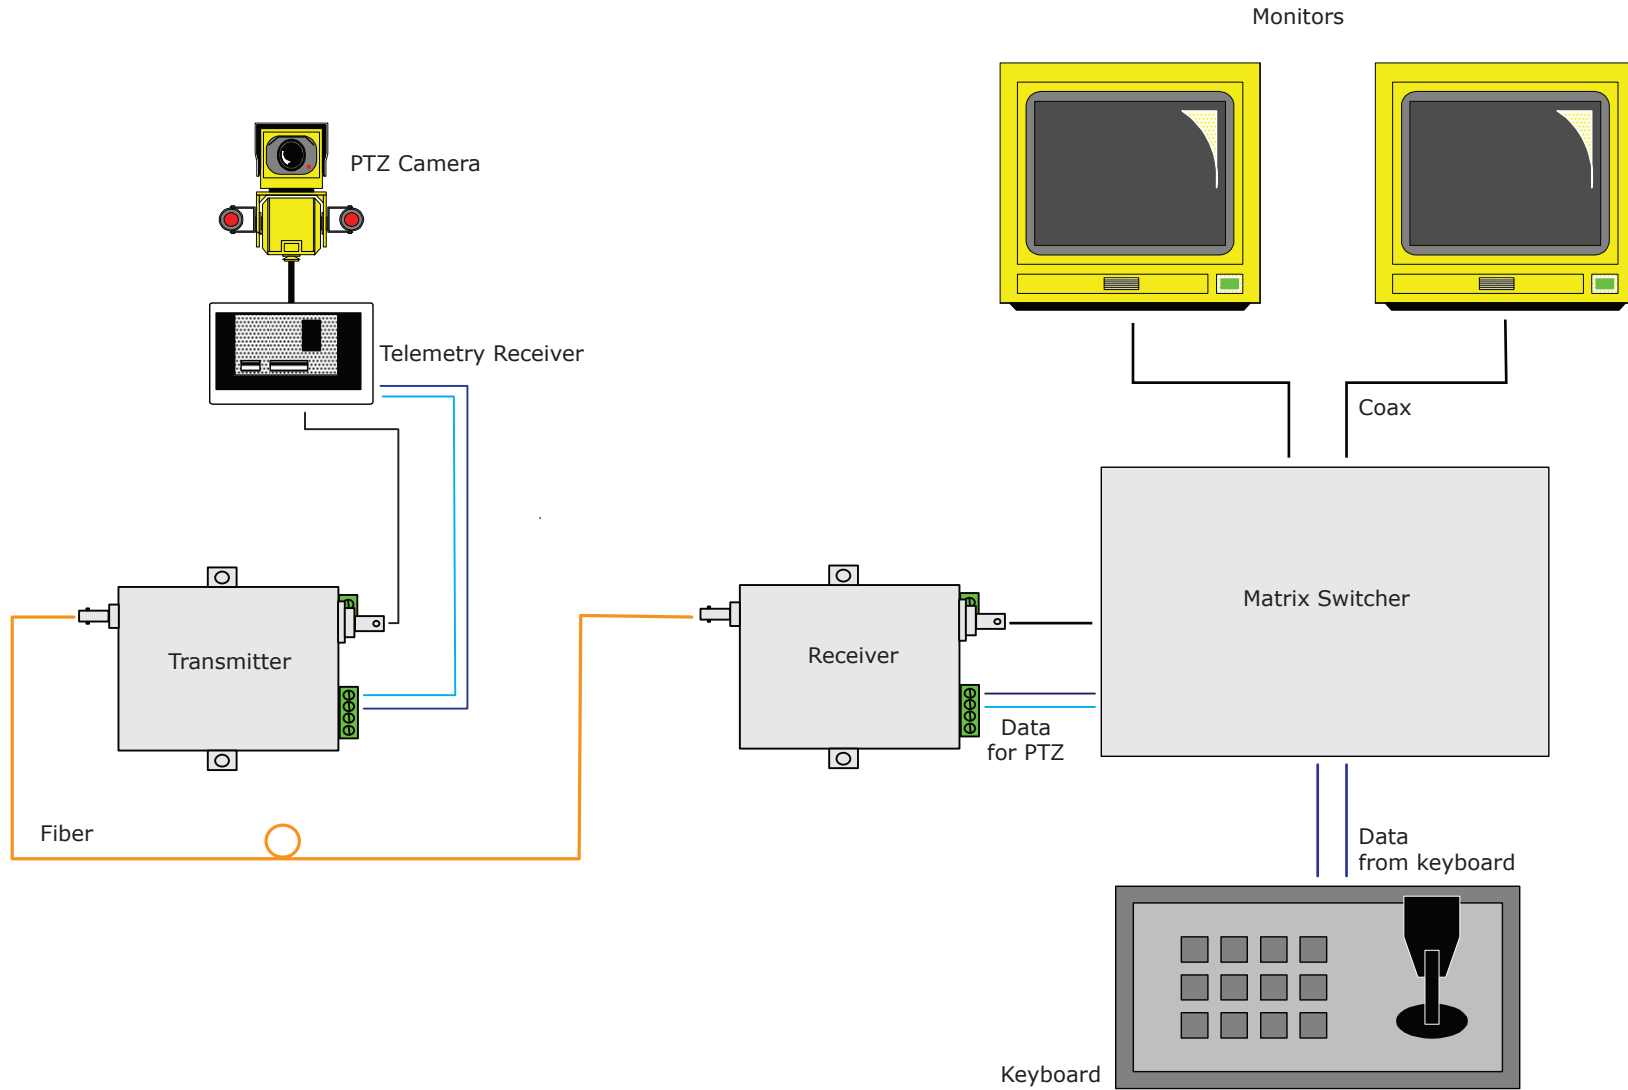 Monitors
PTZ Camera
Telemetry Receiver
Coax
Matrix Switcher
Transmitter
Receiver
Data
for PTZ
Fiber
Data
from keyboard
Keyboard